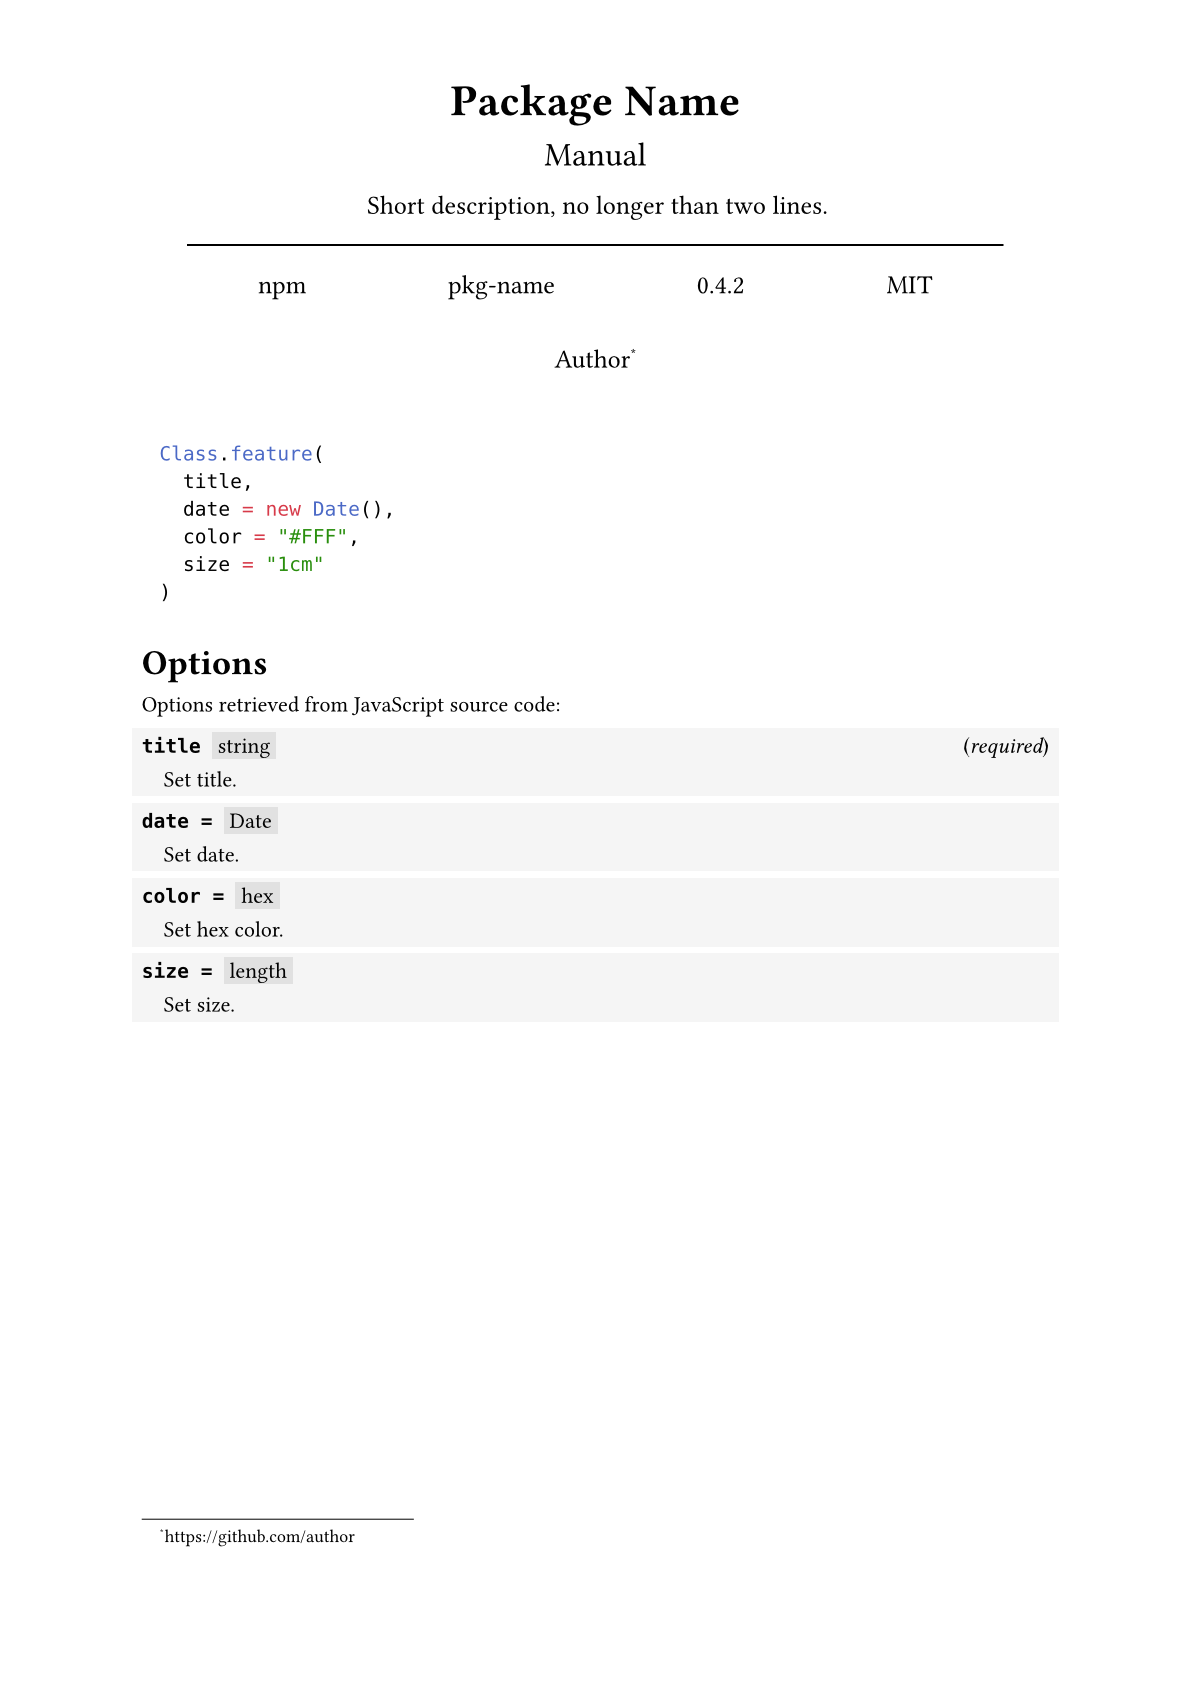 Package Name
Manual
Short description, no longer than two lines.
npm pkg-name 0.4.2 MIT
Author*
Class.feature(
  title,
  date = new Date(),
  color = "#FFF",
  size = "1cm"
)
Options
Options retrieved from JavaScript source code:
title string (required)
Set title.
date = Date
Set date.
color = hex
Set hex color.
size = length
Set size.
*https://github.com/author